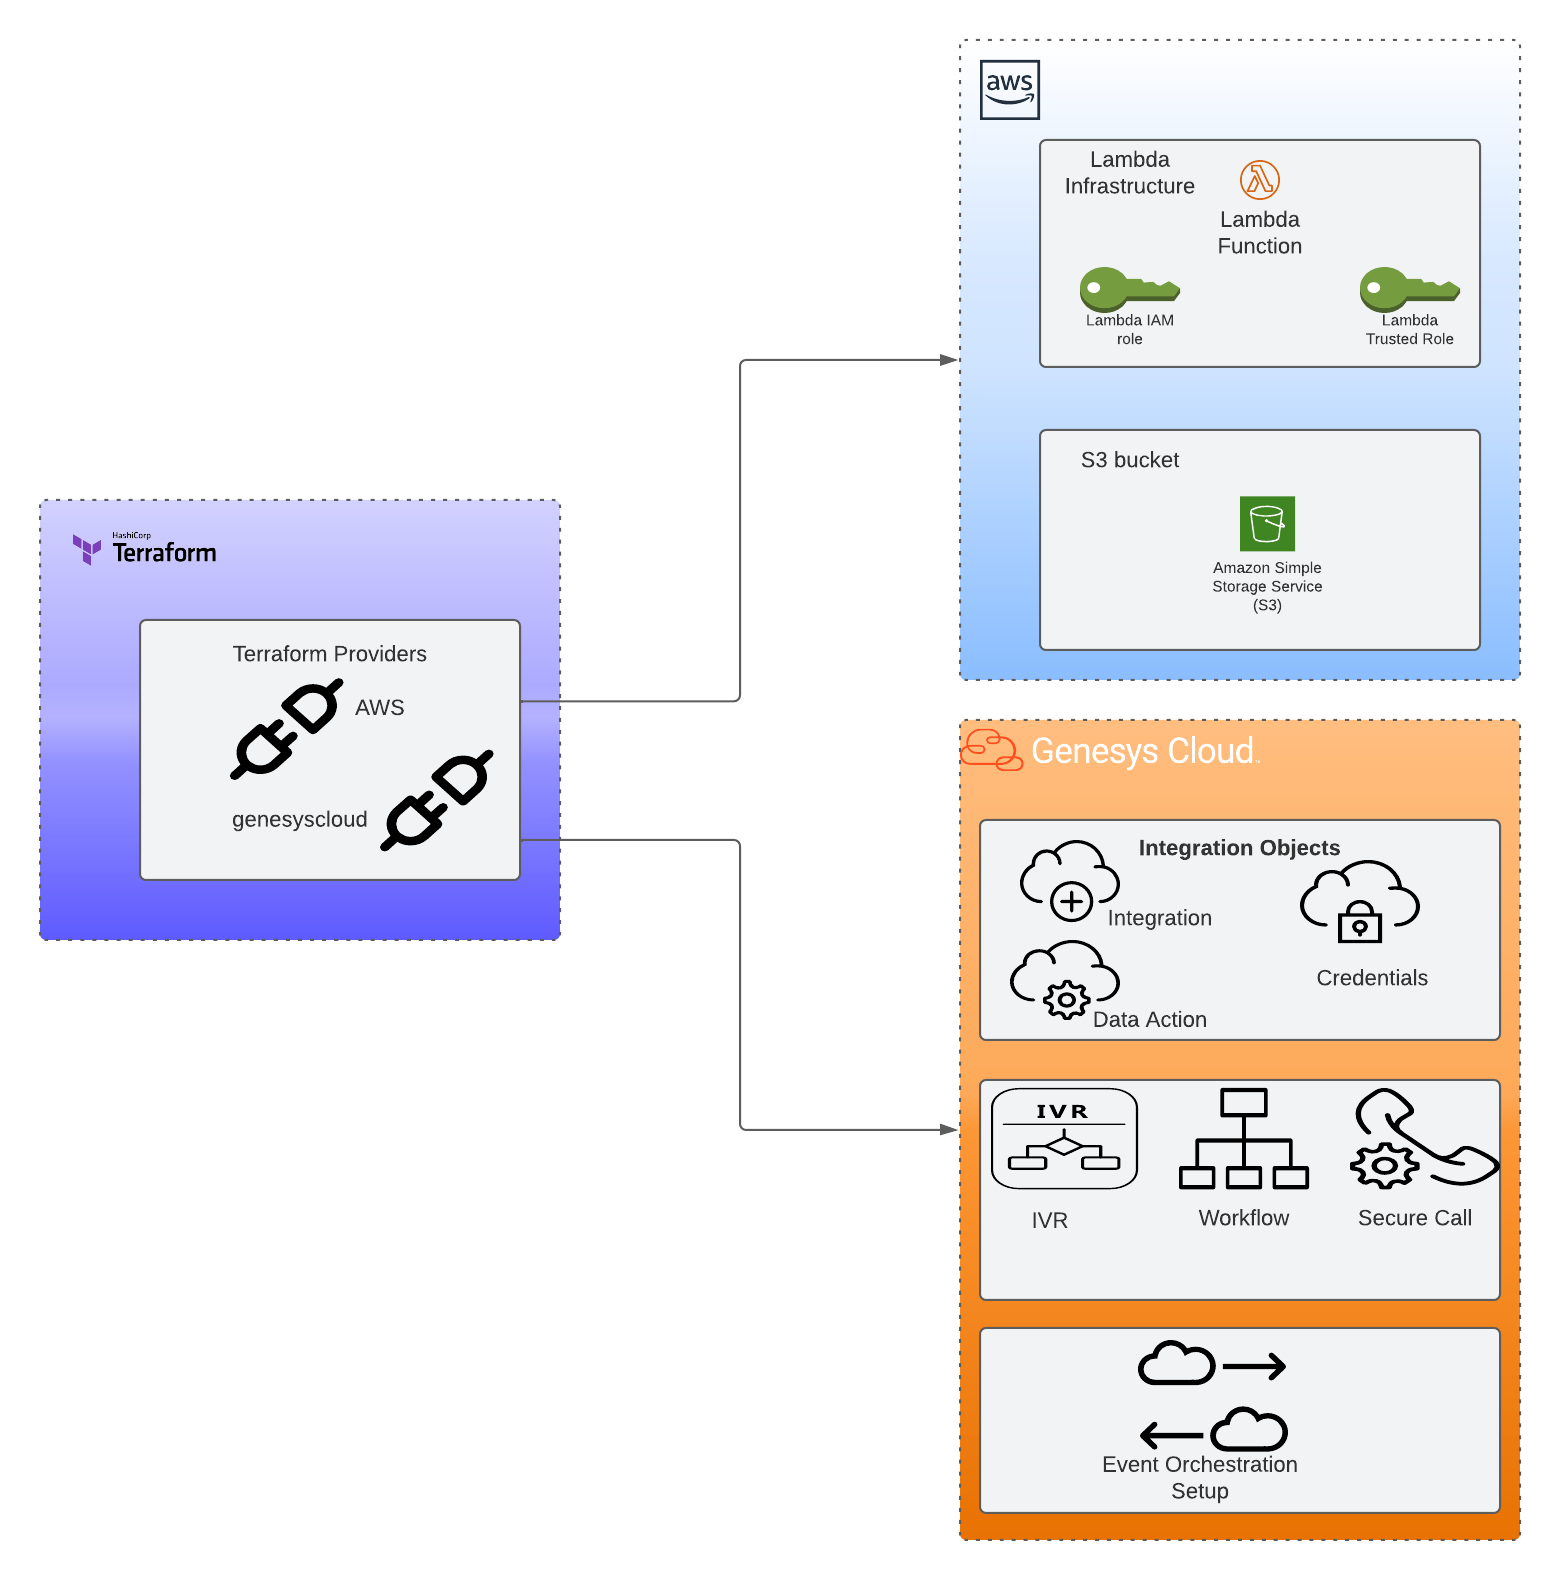 aws
Lambda
Infrastructure
Lambda
Function
Lambda IAM
role
Lambda
Trusted Role
S3 bucket
Amazon Simple
Storage Service
(S3)
HashiCorp
Terraform
Terraform Providers
AWS
genesyscloud
Genesys Cloud™
Integration Objects
Integration
Credentials
Data Action
IVR
IVR
Workflow
Secure Call
Event Orchestration
Setup